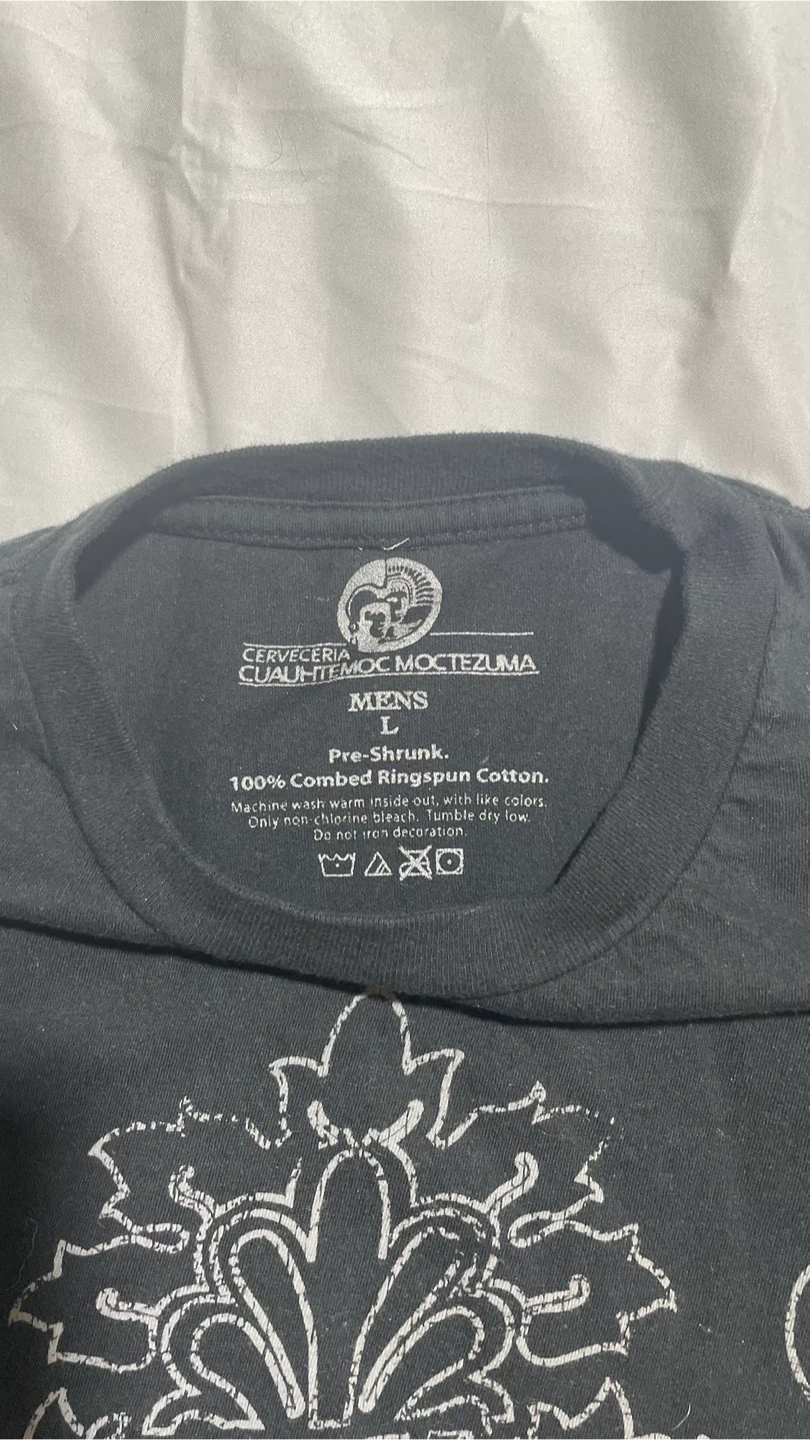 CERVECERIA
CUAUHTEMOC MOCTEZUMA
MENS
L
Pre-Shrunk.
100% Combed Ringspun Cotton.
Machine wash warm inside out, with like colors.
Only non-chlorine bleach. Tumble dry low.
Do not iron decoration.